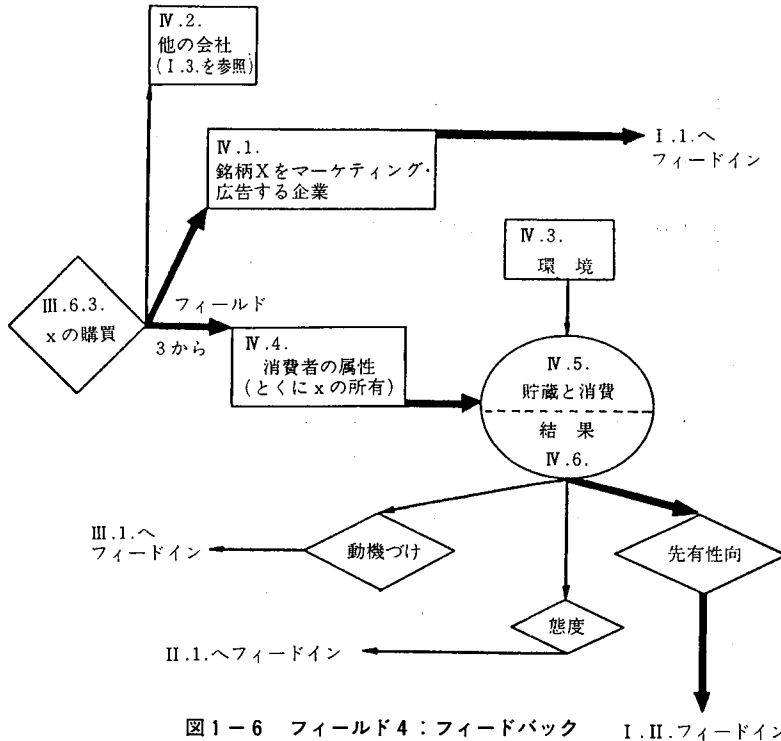 Ⅳ.2.
他の会社
(Ⅰ.3.を参照)
Ⅳ.1.
銘柄Xをマーケティング・
広告する企業
Ⅰ.1.へ
フィードイン
Ⅳ.3.
環 境
Ⅲ.6.3.
xの購買
フィールド
3から
Ⅳ.4.
消費者の属性
(とくにxの所有)
Ⅳ.5.
貯蔵と消費
結 果
Ⅳ.6.
Ⅲ.1.へ
フィードイン
動機づけ
先有性向
態度
Ⅱ.1.へフィードイン
図1-6 フィールド4:フィードバック
Ⅰ.Ⅱ.フィードイン